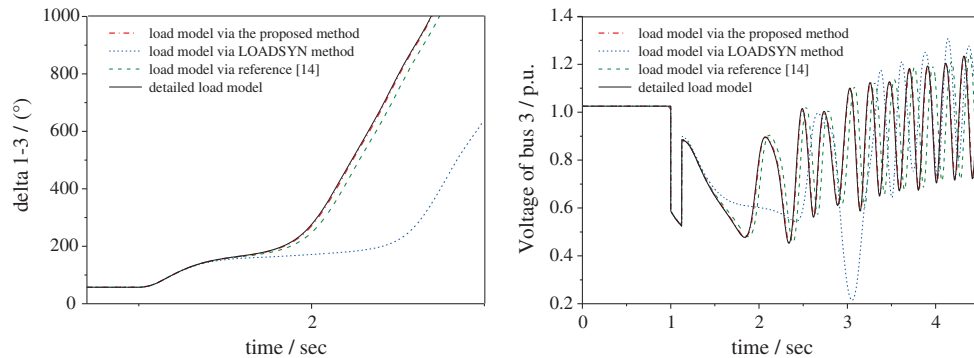 1000
800
600
400
200
0
delta 1-3 / (°)
load model via the proposed method
load model via LOADSYN method
load model via reference [14]
detailed load model
2
time / sec
1.4
1.2
1.0
0.8
0.6
0.4
0.2
Voltage of bus 3 / p.u.
load model via the proposed method
load model via LOADSYN method
load model via reference [14]
detailed load model
0 1 2 3 4
time / sec